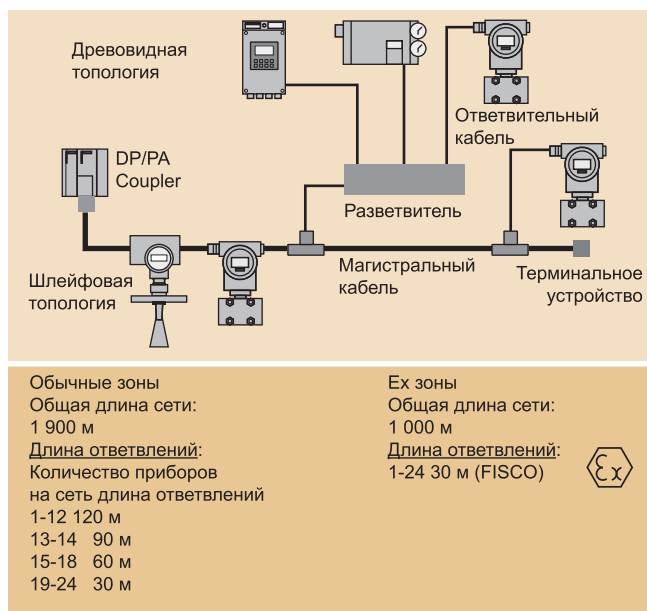 Древовидная
топология
Ответвительный
кабель
DP/PA
Coupler
Разветвитель
Шлейфовая
топология
Магистральный
кабель
Терминальное
устройство
Обычные зоны
Общая длина сети:
1 900 м
Длина ответвлений:
Количество приборов
на сеть длина ответвлений
1-12 120 м
13-14 90 м
15-18 60 м
19-24 30 м
Ex зоны
Общая длина сети:
1 000 м
Длина ответвлений:
1-24 30 м (FISCO)
Ex